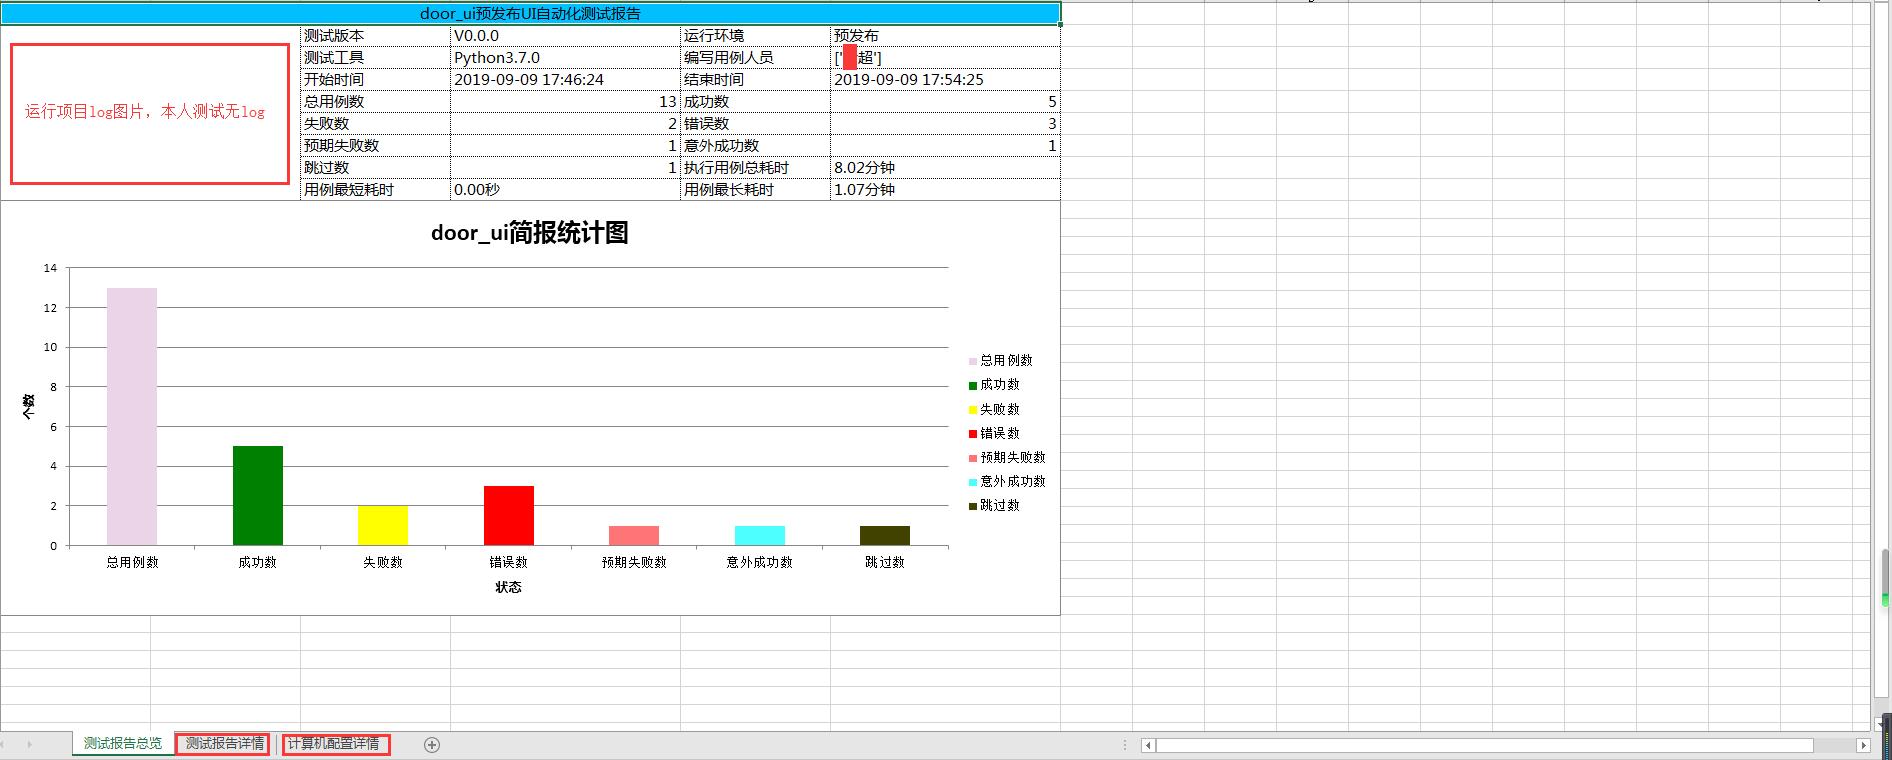 door_ui预发布UI自动化测试报告
测试版本 V0.0.0 运行环境 预发布
测试工具 Python3.7.0 编写用例人员 [' 超']
开始时间 2019-09-09 17:46:24 结束时间 2019-09-09 17:54:25
总用例数 13 成功数 5
失败数 2 错误数 3
预期失败数 1 意外成功数 1
跳过数 1 执行用例总耗时 8.02分钟
用例最短耗时 0.00秒 用例最长耗时 1.07分钟
运行项目log图片，本人测试无log
door_ui简报统计图
14
12
10
8
6
4
2
0
个数
总用例数 成功数 失败数 错误数 预期失败数 意外成功数 跳过数
状态
总用例数
成功数
失败数
错误数
预期失败数
意外成功数
跳过数
测试报告总览 测试报告详情 计算机配置详情